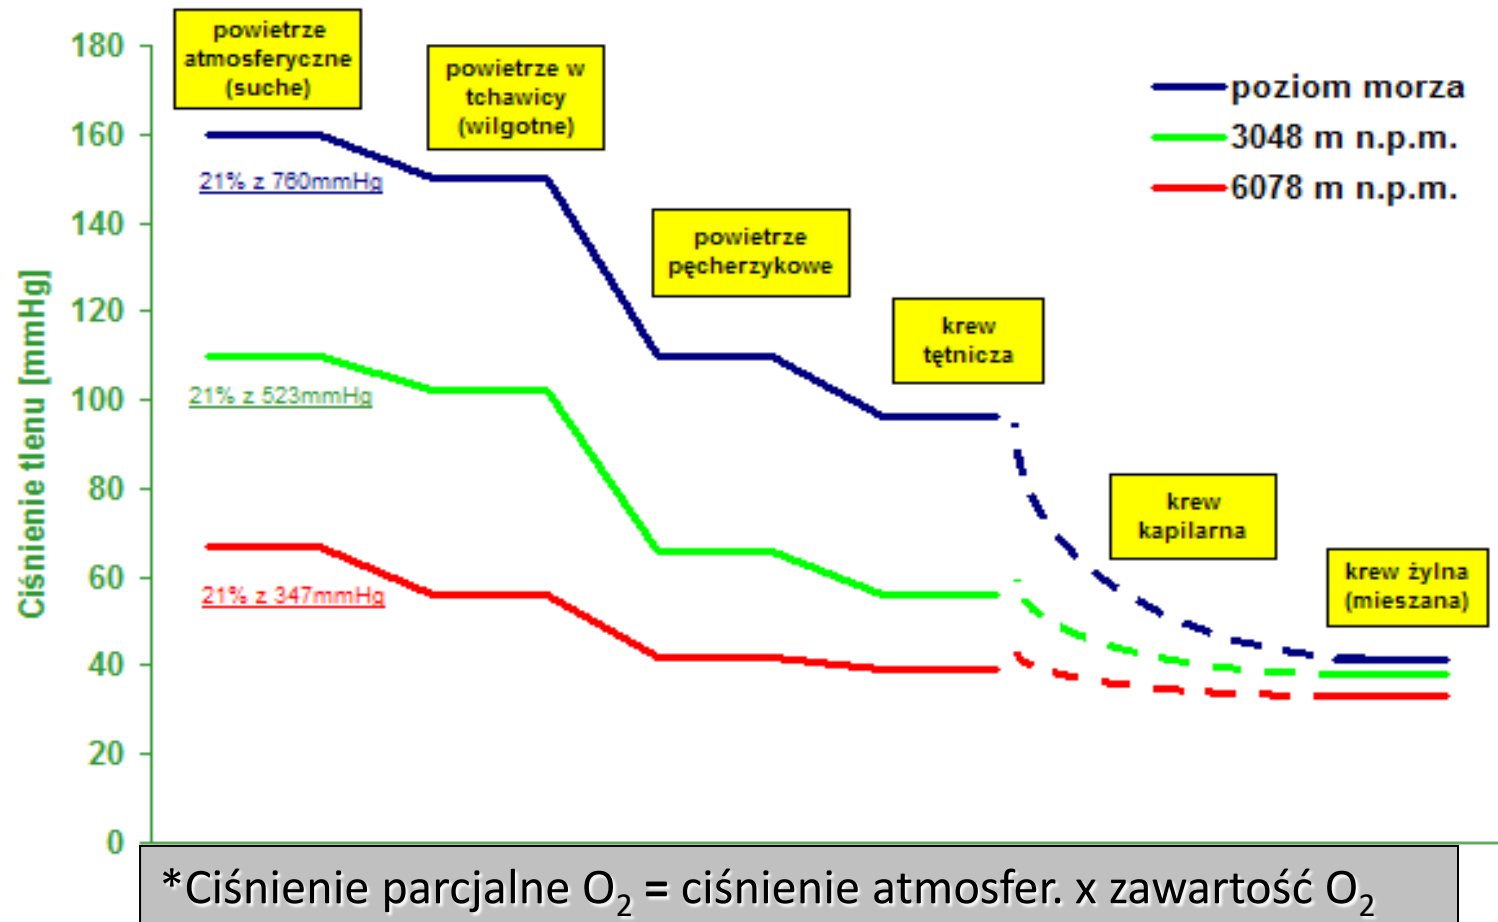 powietrze
atmosferyczne
(suche)
powietrze w
tchawicy
(wilgotne)
powietrze
pęcherzykowe
krew
tętnicza
krew
kapilarna
krew żylna
(mieszana)
poziom morza
3048 m n.p.m.
6078 m n.p.m.
21% z 760mmHg
21% z 523mmHg
21% z 347mmHg
Ciśnienie tlenu [mmHg]
180
160
140
120
100
80
60
40
20
0
*Ciśnienie parcjalne O₂ = ciśnienie atmosfer. x zawartość O₂